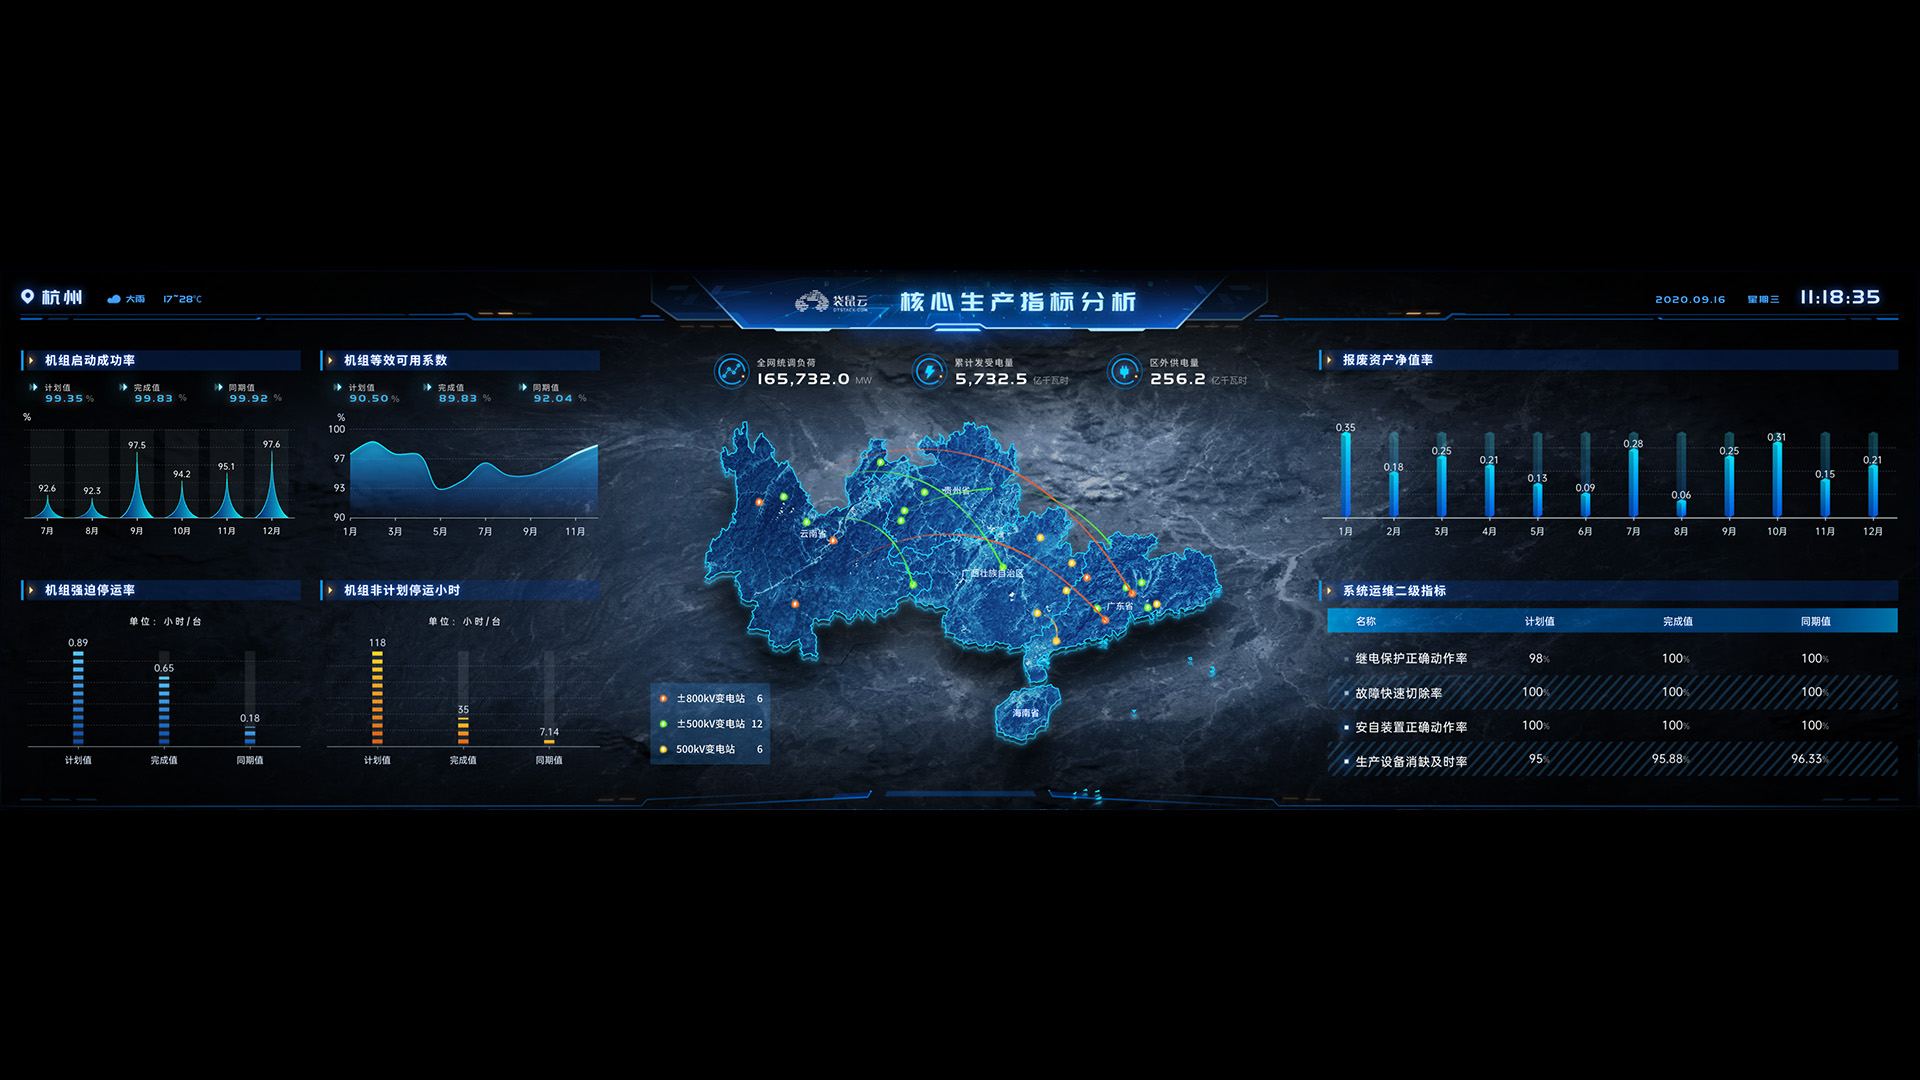 杭州 大雨 17~28℃
袋鼠云
DTSTACK.COM
核心生产指标分析
2020.09.16 星期三 11:18:35
机组启动成功率
计划值 完成值 同期值
99.35% 99.83% 99.92%
%
92.6 92.3 97.5 94.2 95.1 97.6
7月 8月 9月 10月 11月 12月
机组等效可用系数
计划值 完成值 同期值
90.50% 89.83% 92.04%
%
100
97
93
90
1月 3月 5月 7月 9月 11月
机组强迫停运率
单位：小时/台
0.89 0.65 0.18
计划值 完成值 同期值
机组非计划停运小时
单位：小时/台
118 35 7.14
计划值 完成值 同期值
全网统调负荷
165,732.0 MW
累计发受电量
5,732.5 亿千瓦时
区外供电量
256.2 亿千瓦时
贵州省
云南省
广西壮族自治区
广东省
海南省
±800kV变电站 6
±500kV变电站 12
500kV变电站 6
报废资产净值率
0.35 0.18 0.25 0.21 0.13 0.09 0.28 0.06 0.25 0.31 0.15 0.21
1月 2月 3月 4月 5月 6月 7月 8月 9月 10月 11月 12月
系统运维二级指标
名称 计划值 完成值 同期值
继电保护正确动作率 98% 100% 100%
故障快速切除率 100% 100% 100%
安自装置正确动作率 100% 100% 100%
生产设备消缺及时率 95% 95.88% 96.33%